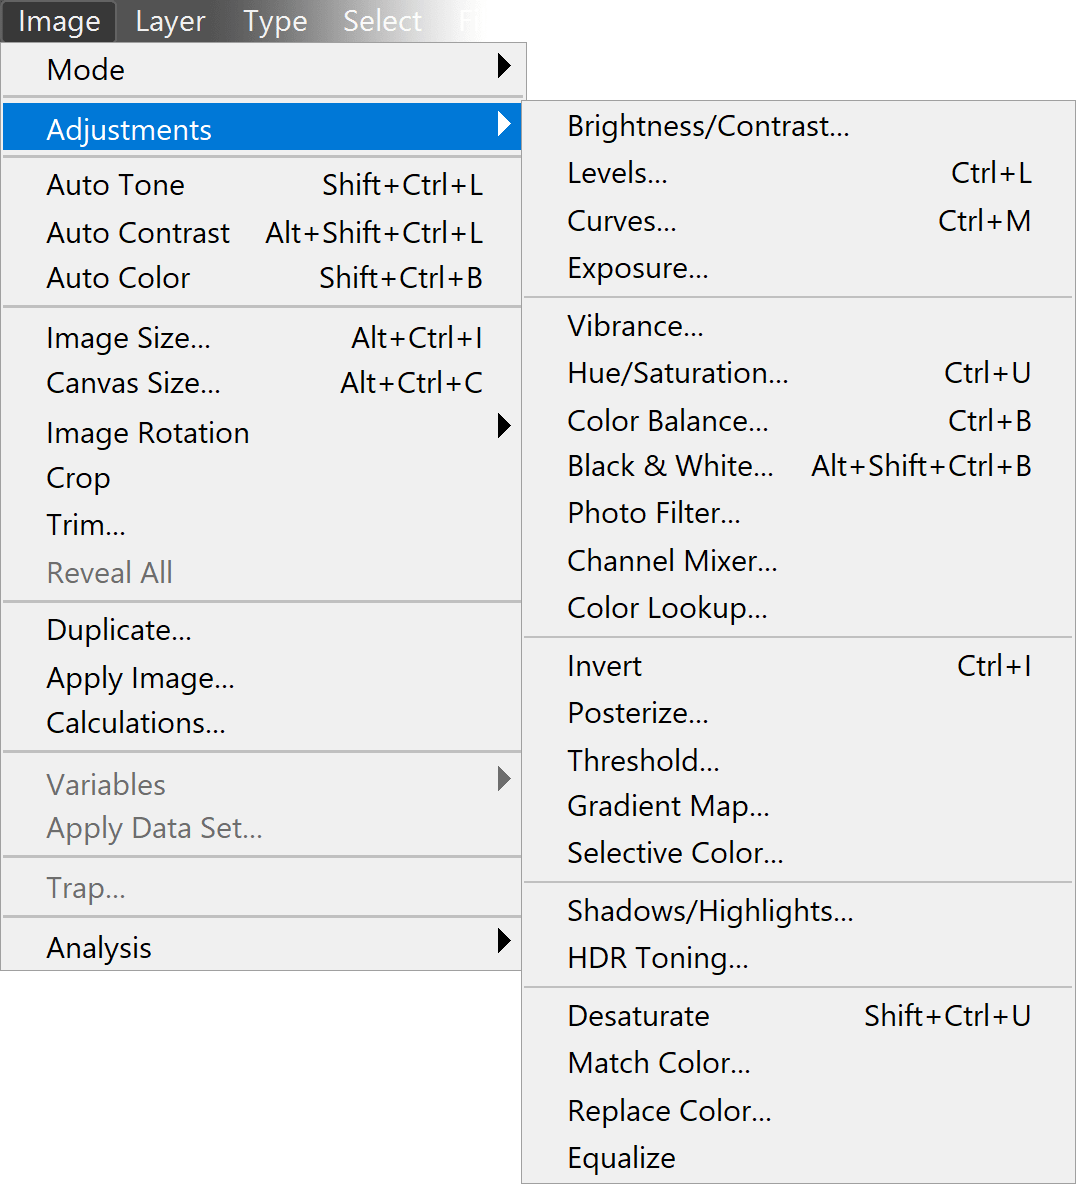 Image Layer Type Select Fi
Mode
Adjustments
Auto Tone Shift+Ctrl+L
Auto Contrast Alt+Shift+Ctrl+L
Auto Color Shift+Ctrl+B
Image Size... Alt+Ctrl+I
Canvas Size... Alt+Ctrl+C
Image Rotation
Crop
Trim...
Reveal All
Duplicate...
Apply Image...
Calculations...
Variables
Apply Data Set...
Trap...
Analysis
Brightness/Contrast...
Levels... Ctrl+L
Curves... Ctrl+M
Exposure...
Vibrance...
Hue/Saturation... Ctrl+U
Color Balance... Ctrl+B
Black & White... Alt+Shift+Ctrl+B
Photo Filter...
Channel Mixer...
Color Lookup...
Invert Ctrl+I
Posterize...
Threshold...
Gradient Map...
Selective Color...
Shadows/Highlights...
HDR Toning...
Desaturate Shift+Ctrl+U
Match Color...
Replace Color...
Equalize